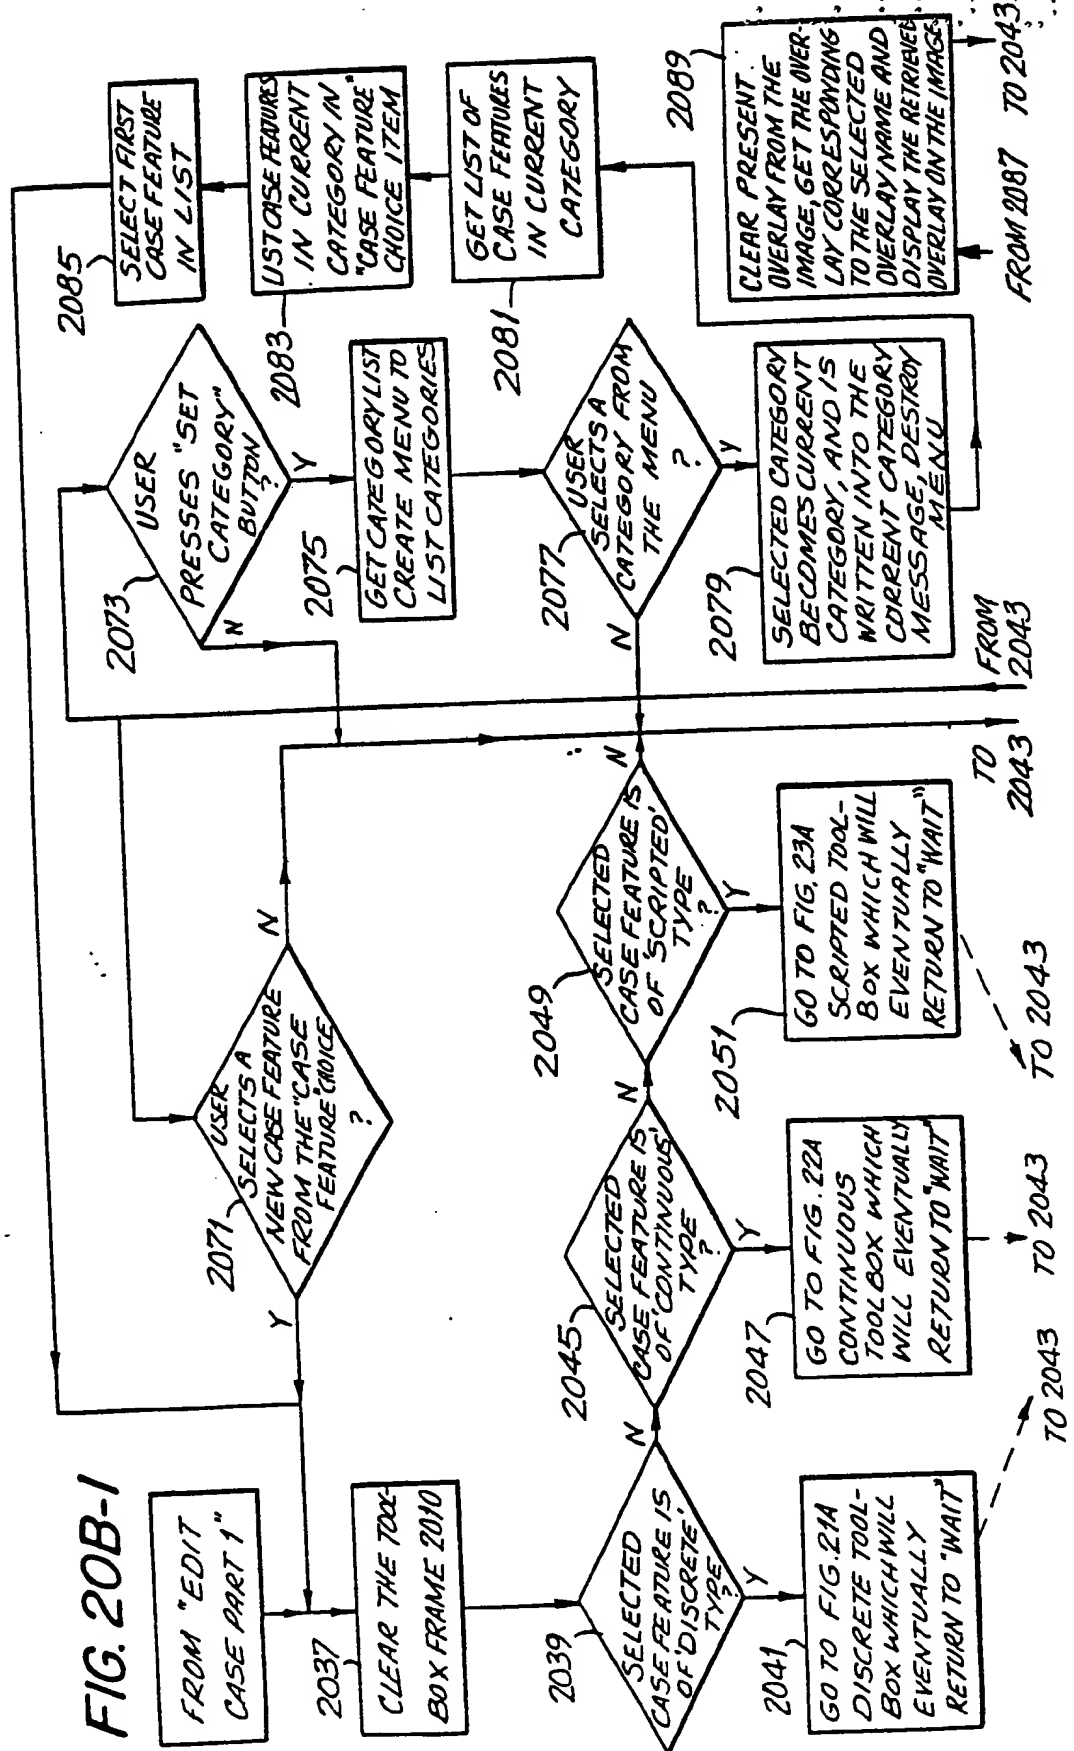 FIG. 20B-1
FROM "EDIT
CASE PART 1"
2037
CLEAR THE TOOL-
BOX FRAME 2010
2039
SELECTED
CASE FEATURE IS
OF 'DISCRETE'
TYPE
?
Y
N
2041
GO TO FIG. 21A
DISCRETE TOOL-
BOX WHICH WILL
EVENTUALLY
RETURN TO "WAIT"
TO 2043
2045
SELECTED
CASE FEATURE IS
OF 'CONTINUOUS'
TYPE
?
Y
N
2047
GO TO FIG. 22A
CONTINUOUS
TOOLBOX WHICH
WILL EVENTUALLY
RETURN TO "WAIT"
TO 2043
2049
SELECTED
CASE FEATURE IS
OF 'SCRIPTED'
TYPE
?
Y
N
2051
GO TO FIG. 23A
SCRIPTED TOOL-
BOX WHICH WILL
EVENTUALLY
RETURN TO "WAIT"
TO 2043
2071
USER
SELECTS A
NEW CASE FEATURE
FROM THE "CASE
FEATURE" CHOICE
?
Y
N
TO
2043
FROM
2043
2073
USER
PRESSES "SET
CATEGORY"
BUTTON
?
Y
N
2075
GET CATEGORY LIST
CREATE MENU TO
LIST CATEGORIES
2077
USER
SELECTS A
CATEGORY FROM
THE MENU
?
Y
N
2079
SELECTED CATEGORY
BECOMES CURRENT
CATEGORY, AND IS
WRITTEN INTO THE
CORRENT CATEGORY
MESSAGE, DESTROY
MENU
2085
SELECT FIRST
CASE FEATURE
IN LIST
2083
LIST CASE FEATURES
IN CURRENT
CATEGORY IN
"CASE FEATURE"
CHOICE ITEM
2081
GET LIST OF
CASE FEATURES
IN CURRENT
CATEGORY
2089
CLEAR PRESENT
OVERLAY FROM THE
IMAGE, GET THE OVER-
LAY CORRESPONDING
TO THE SELECTED
OVERLAY NAME AND
DISPLAY THE RETRIEVED
OVERLAY ON THE IMAGE
FROM 2087
TO 2043